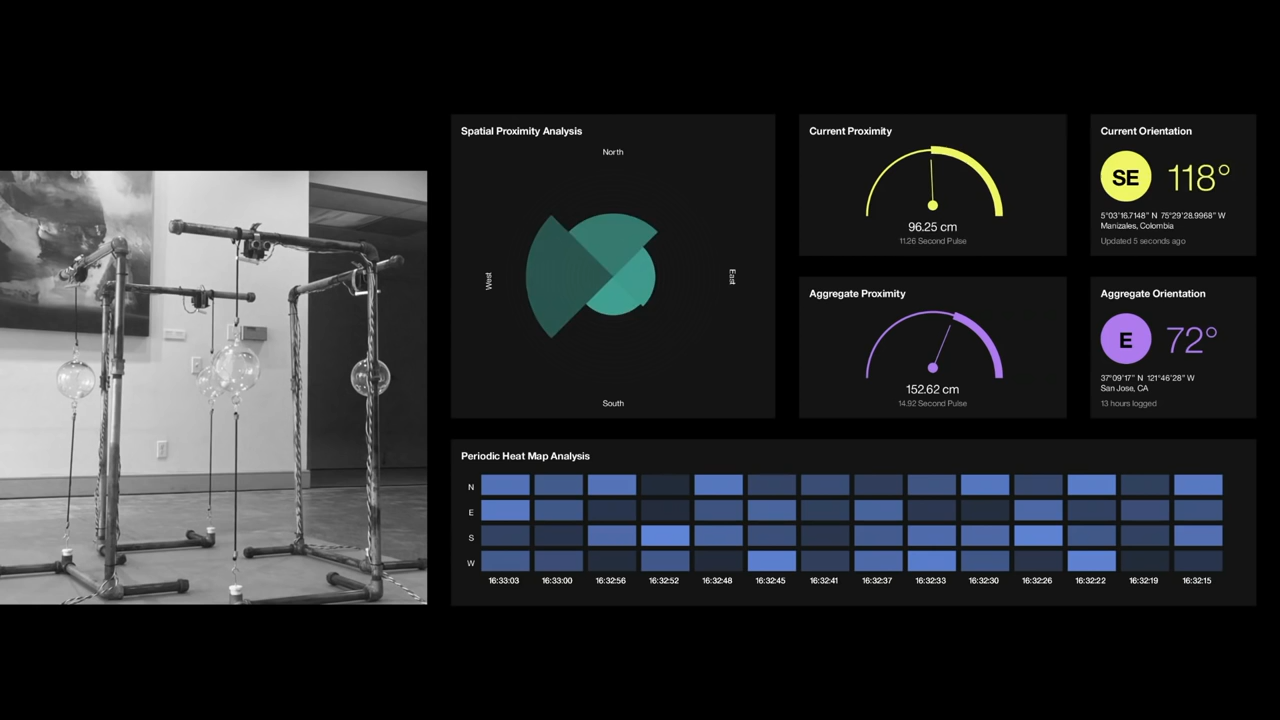 Spatial Proximity Analysis
North
West
East
South
Current Proximity
96.25 cm
11.26 Second Pulse
Current Orientation
SE 118°
5°03'16.7148" N 75°29'28.9968" W
Manizales, Colombia
Updated 5 seconds ago
Aggregate Proximity
152.62 cm
14.92 Second Pulse
Aggregate Orientation
E 72°
37°09'17" N 121°46'28" W
San Jose, CA
13 hours logged
Periodic Heat Map Analysis
N
E
S
W
16:33:03 16:33:00 16:32:56 16:32:52 16:32:48 16:32:45 16:32:41 16:32:37 16:32:33 16:32:30 16:32:26 16:32:22 16:32:19 16:32:15